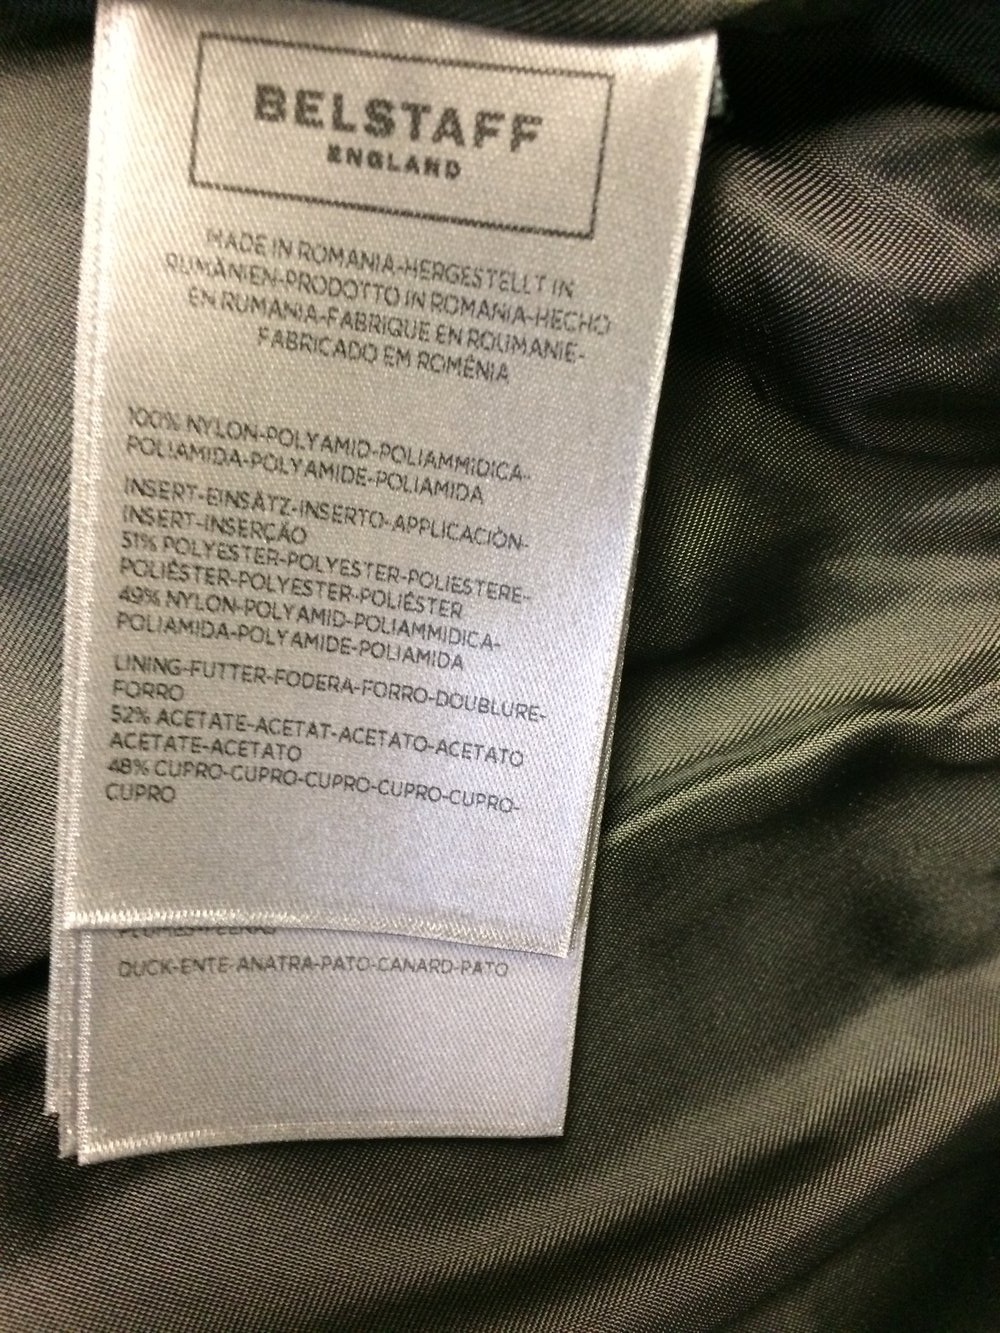 BELSTAFF
ENGLAND
MADE IN ROMANIA-HERGESTELLT IN
RUMÄNIEN-PRODOTTO IN ROMANIA-HECHO
EN RUMANIA-FABRIQUE EN ROUMANIE-
FABRICADO EM ROMÉNIA
100% NYLON-POLYAMID-POLIAMMIDICA-
POLIAMIDA-POLYAMIDE-POLIAMIDA
INSERT-EINSATZ-INSERTO-APPLICACIÓN-
INSERT-INSERÇÃO
51% POLYESTER-POLYESTER-POLIESTERE-
POLIÉSTER-POLYESTER-POLIÉSTER
49% NYLON-POLYAMID-POLIAMMIDICA-
POLIAMIDA-POLYAMIDE-POLIAMIDA
LINING-FUTTER-FODERA-FORRO-DOUBLURE-
FORRO
52% ACETATE-ACETAT-ACETATO-ACETATO
ACETATE-ACETATO
48% CUPRO-CUPRO-CUPRO-CUPRO-CUPRO-
CUPRO
DUCK-ENTE-ANATRA-PATO-CANARD-PATO